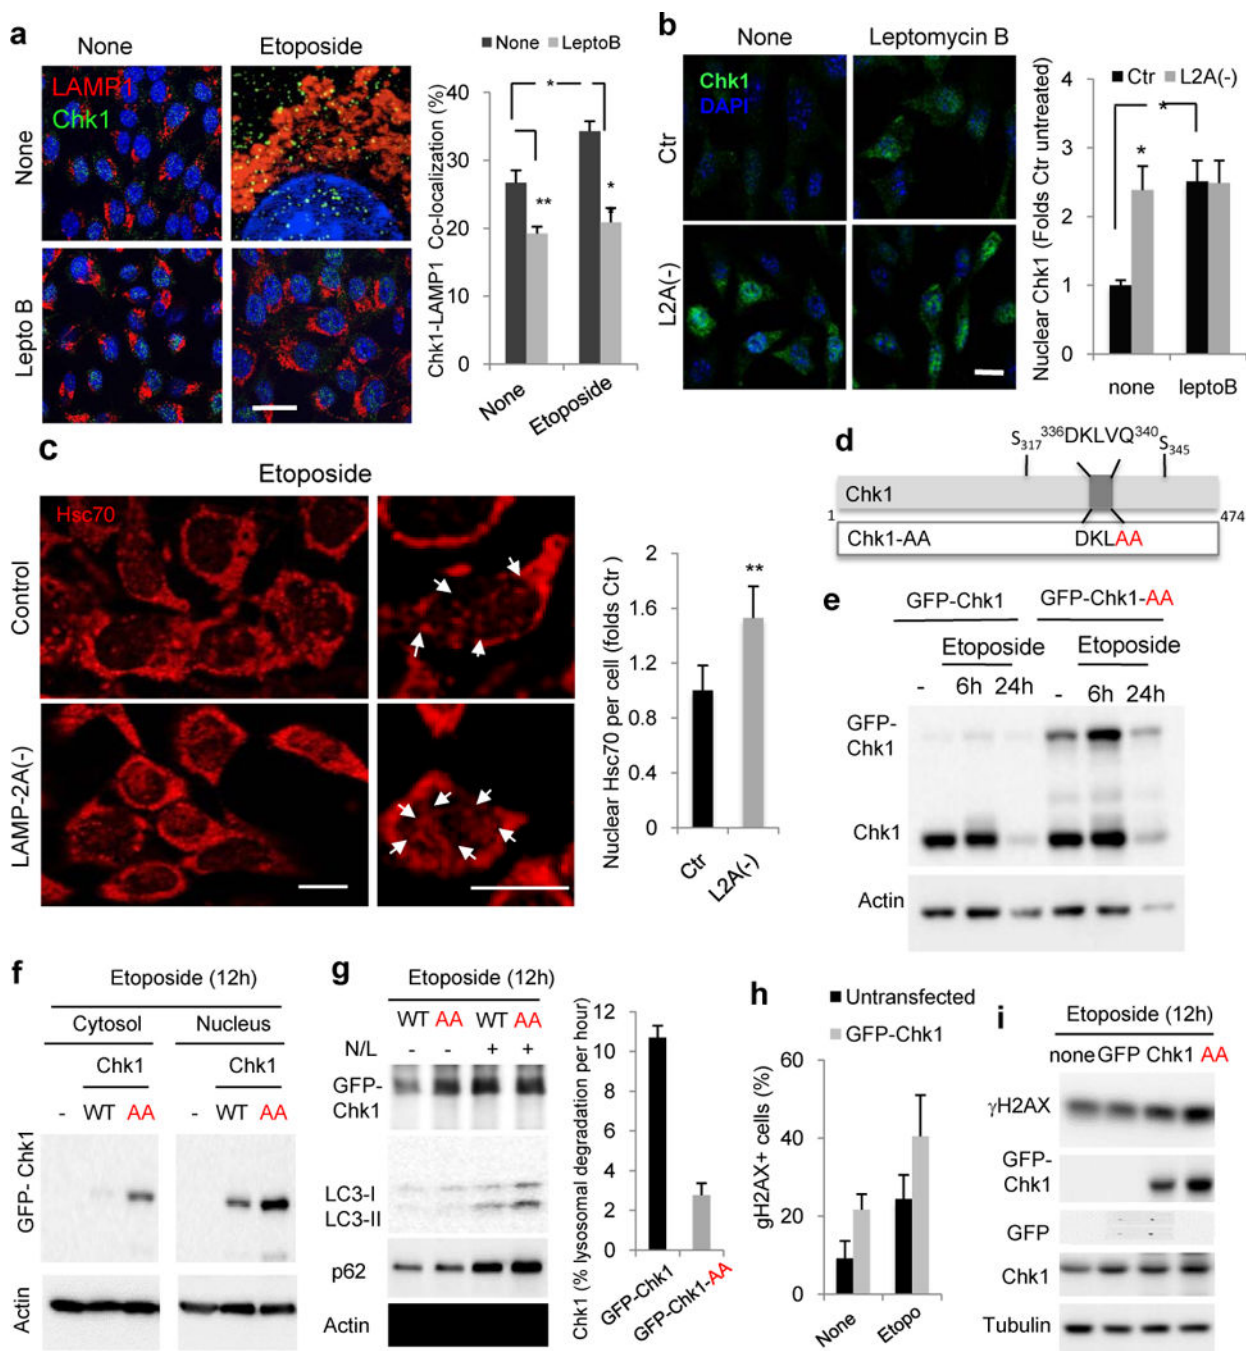 a
None
Etoposide
None
LeptoB
LAMP1
Chk1
None
Lepto B
Chk1-LAMP1 Co-localization (%)
40
30
20
10
0
*
**
*
None
Etoposide
b
None
Leptomycin B
Chk1
DAPI
Ctr
L2A(-)
Nuclear Chk1 (Folds Ctr untreated)
4
3
2
1
0
Ctr
L2A(-)
*
*
none
leptoB
c
Etoposide
Hsc70
Control
LAMP-2A(-)
Nuclear Hsc70 per cell (folds Ctr)
2
1.6
1.2
0.8
0.4
0
**
Ctr
L2A(-)
d
S317 336DKLVQ340 S345
Chk1
1
474
Chk1-AA
DKLAA
e
GFP-Chk1 GFP-Chk1-AA
Etoposide Etoposide
- 6h 24h - 6h 24h
GFP-
Chk1
Chk1
Actin
f
Etoposide (12h)
Cytosol Nucleus
Chk1 Chk1
- WT AA - WT AA
GFP- Chk1
Actin
g
Etoposide (12h)
WT AA WT AA
N/L - - + +
GFP-
Chk1
LC3-I
LC3-II
p62
Actin
Chk1 (% lysosomal degradation per hour)
12
10
8
6
4
2
0
GFP-Chk1
GFP-Chk1-AA
h
Untransfected
GFP-Chk1
gH2AX+ cells (%)
60
40
20
0
None
Etopo
i
Etoposide (12h)
none GFP Chk1 AA
γH2AX
GFP-
Chk1
GFP
Chk1
Tubulin